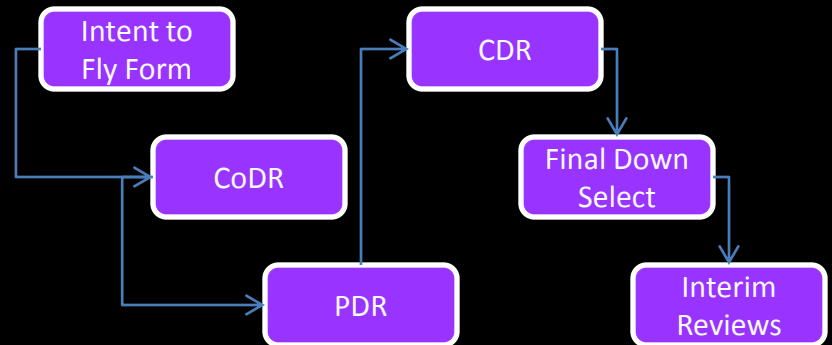 Intent to
Fly Form
CoDR
PDR
CDR
Final Down
Select
Interim
Reviews